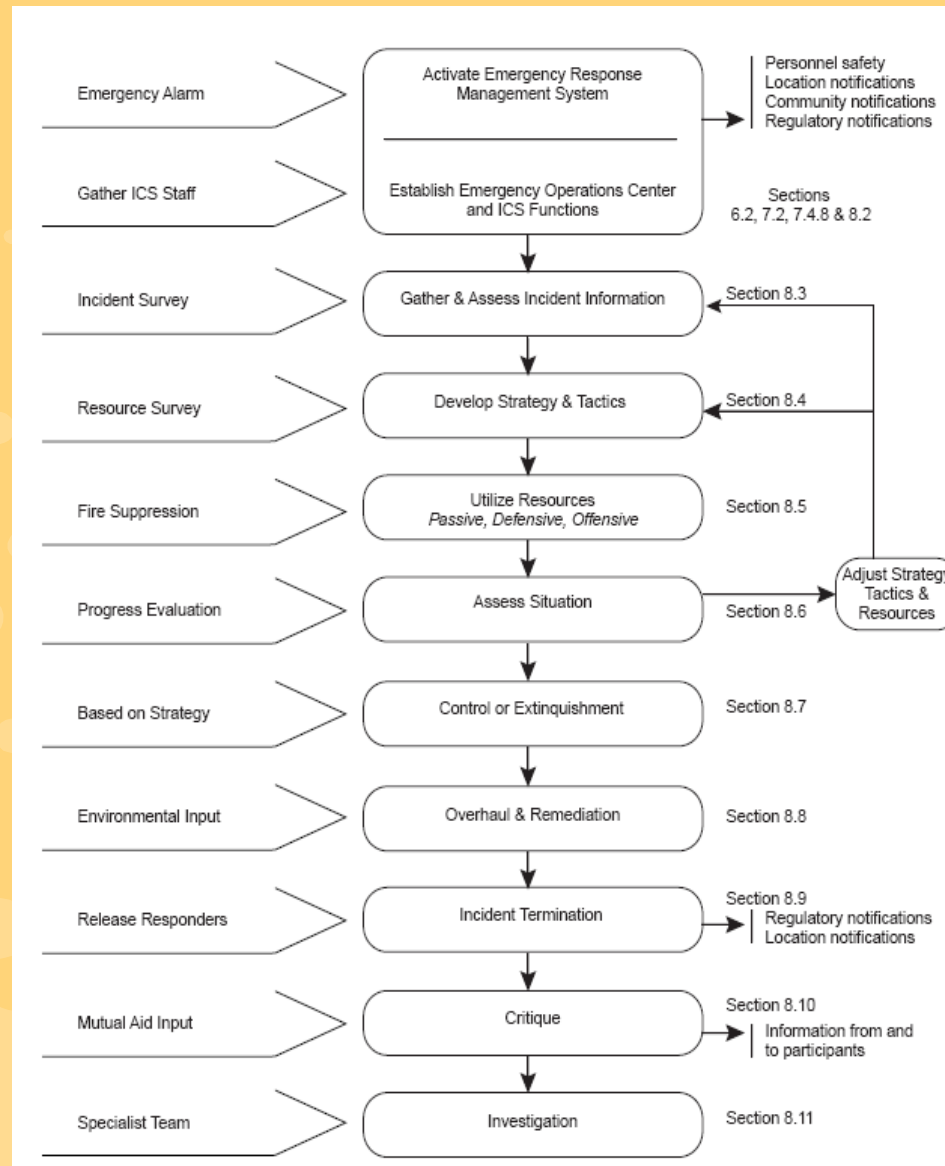 Emergency Alarm
Activate Emergency Response
Management System
Personnel safety
Location notifications
Community notifications
Regulatory notifications
Gather ICS Staff
Establish Emergency Operations Center
and ICS Functions
Sections
6.2, 7.2, 7.4.8 & 8.2
Incident Survey
Gather & Assess Incident Information
Section 8.3
Resource Survey
Develop Strategy & Tactics
Section 8.4
Fire Suppression
Utilize Resources
Passive, Defensive, Offensive
Section 8.5
Progress Evaluation
Assess Situation
Section 8.6
Adjust Strategy
Tactics &
Resources
Based on Strategy
Control or Extinquishment
Section 8.7
Environmental Input
Overhaul & Remediation
Section 8.8
Release Responders
Incident Termination
Section 8.9
Regulatory notifications
Location notifications
Mutual Aid Input
Critique
Section 8.10
Information from and
to participants
Specialist Team
Investigation
Section 8.11